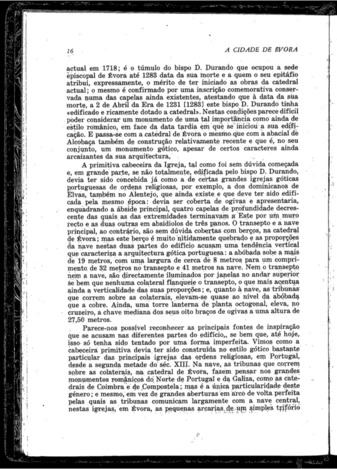 16 A CIDADE DE ÉVORA
actual em 1718; é o túmulo do bispo D. Durando que ocupou a sede
episcopal de Évora até 1283 data da sua morte e a quem o seu epitáfio
atribui, expressamente, o mérito de ter iniciado as obras da catedral
actual; o mesmo é confirmado por uma inscrição comemorativa conser-
vada numa das capelas ainda existentes, atestando que à data da sua
morte, a 2 de Abril da Era de 1231 [1283] este bispo D. Durando tinha
«edificado e ricamente dotado a catedral». Nestas condições parece difícil
poder considerar um monumento de uma tal importância como ainda de
estilo românico, em face da data tardia em que se iniciou a sua edifi-
cação. E passa-se com a catedral de Évora o mesmo que com a abacial de
Alcobaça também de construção relativamente recente e que é, no seu
conjunto, um monumento gótico, apesar de certos caracteres ainda
arcaizantes da sua arquitectura,
A primitiva cabeceira da Igreja, tal como foi sem dúvida começada
e, em grande parte, se não totalmente, edificada pelo bispo D. Durando,
devia ter sido concebida já como a de certas grandes igrejas góticas
portuguesas de ordens religiosas, por exemplo, a dos dominicanos de
Elvas, também no Alentejo, que ainda existe e que deve ter sido edifi-
cada pela mesma época: devia ser coberta de ogivas e apresentaria,
enquadrando a ábside principal, quatro capelas de profundidade decres-
cente das quais as das extremidades terminavam a Este por um muro
recto e as duas outras em absidíolos de três panos. O transepto e a nave
principal, ao contrário, são sem dúvida cobertas com berços, na catedral
de Évora; mas este berço é muito nitidamente quebrado e as proporções
da nave nestas duas partes do edifício acusam uma tendência vertical
que caracteriza a arquitectura gótica portuguesa: a abóbada sobe a mais
de 19 metros, com uma largura de cerca de 8 metros para um compri-
mento de 32 metros no transepto e 41 metros na nave. Nem o transepto
nem a nave, são directamente iluminados por janelas no andar superior
se bem que nenhuma colateral flanqueie o transepto, o que mais acentua
ainda a verticalidade das suas proporções; e, quanto à nave, as tribunas
que correm sobre as colaterais, elevam-se quase ao nível da abóbada
que a cobre. Ainda, uma torre lanterna de planta octogonal, eleva, no
cruzeiro, a chave mediana dos seus oito braços de ogivas a uma altura de
27,50 metros.
Parece-nos possível reconhecer as principais fontes de inspiração
que se acusam nas diferentes partes do edifício, se bem que, até hoje,
isso só tenha sido tentado por uma forma imperfeita. Vimos como a
cabeceira primitiva devia ter sido construída no estilo gótico bastante
particular das principais igrejas das ordens religiosas, em Portugal,
desde a segunda metade do séc. XIII. Na nave, as tribunas que correm
sobre as colaterais, na catedral de Évora, fazem pensar nos grandes
monumentos românicos do Norte de Portugal e da Galiza, como as cate-
drais de Coimbra e de Compostela; mas é a única particularidade deste
género; e mesmo, em vez de grandes aberturas em arco de volta perfeita
pelas quais as tribunas comunicam largamente com a nave central,
nestas igrejas, em Évora, as pequenas arcarias de um simples trifório